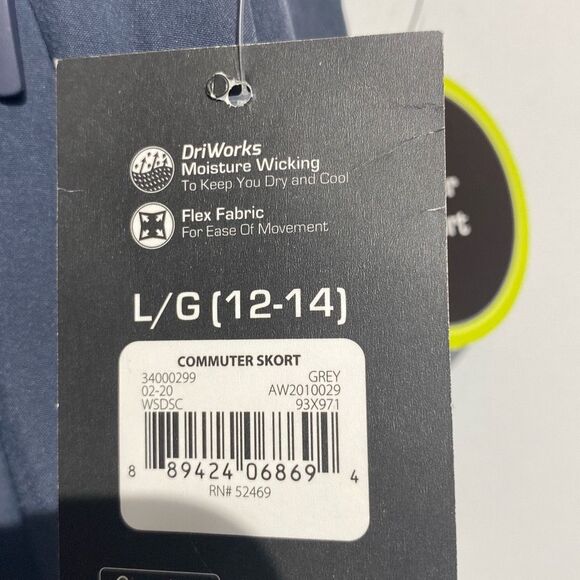 DriWorks
Moisture Wicking
To Keep You Dry and Cool
Flex Fabric
For Ease Of Movement
L/G (12-14)
COMMUTER SKORT
34000299 GREY
02-20 AW2010029
WSDSC 93X971
8 89424 06869 4
RN# 52469